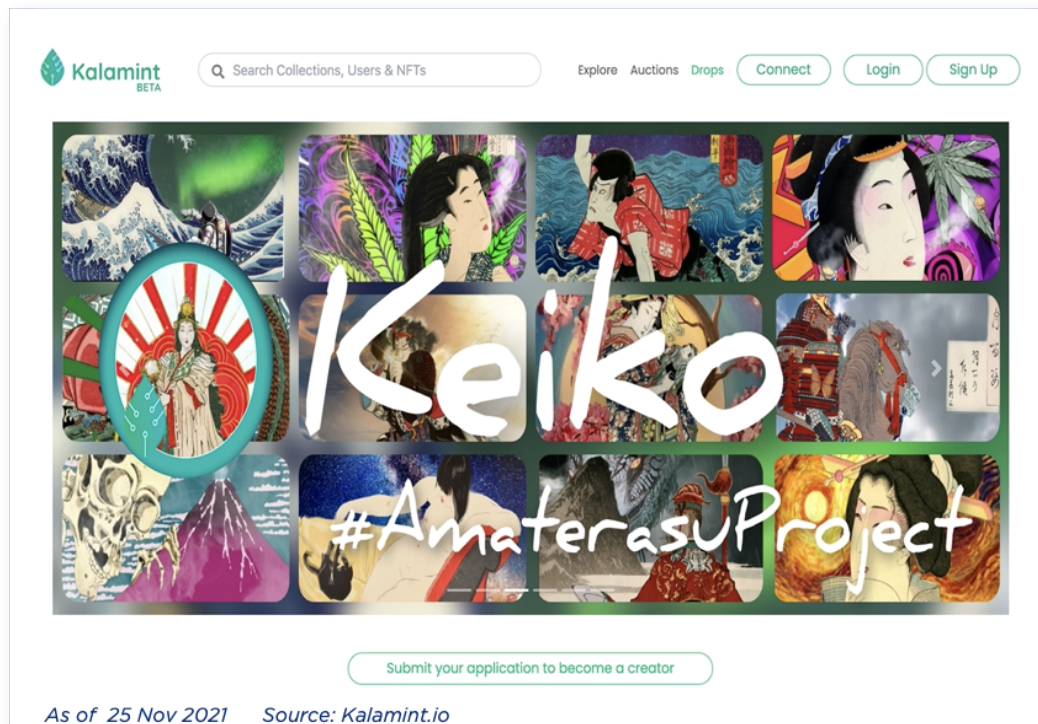 Kalamint
BETA
Search Collections, Users & NFTs
Explore Auctions Drops Connect Login Sign Up
Keiko
#AmaterasuProject
Submit your application to become a creator
As of 25 Nov 2021 Source: Kalamint.io